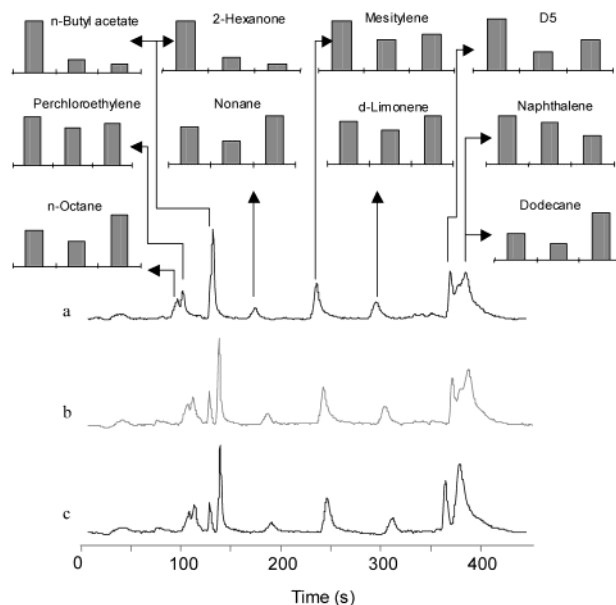 n-Butyl acetate
2-Hexanone
Mesitylene
D5
Perchloroethylene
Nonane
d-Limonene
Naphthalene
n-Octane
Dodecane
a
b
c
0 100 200 300 400
Time (s)